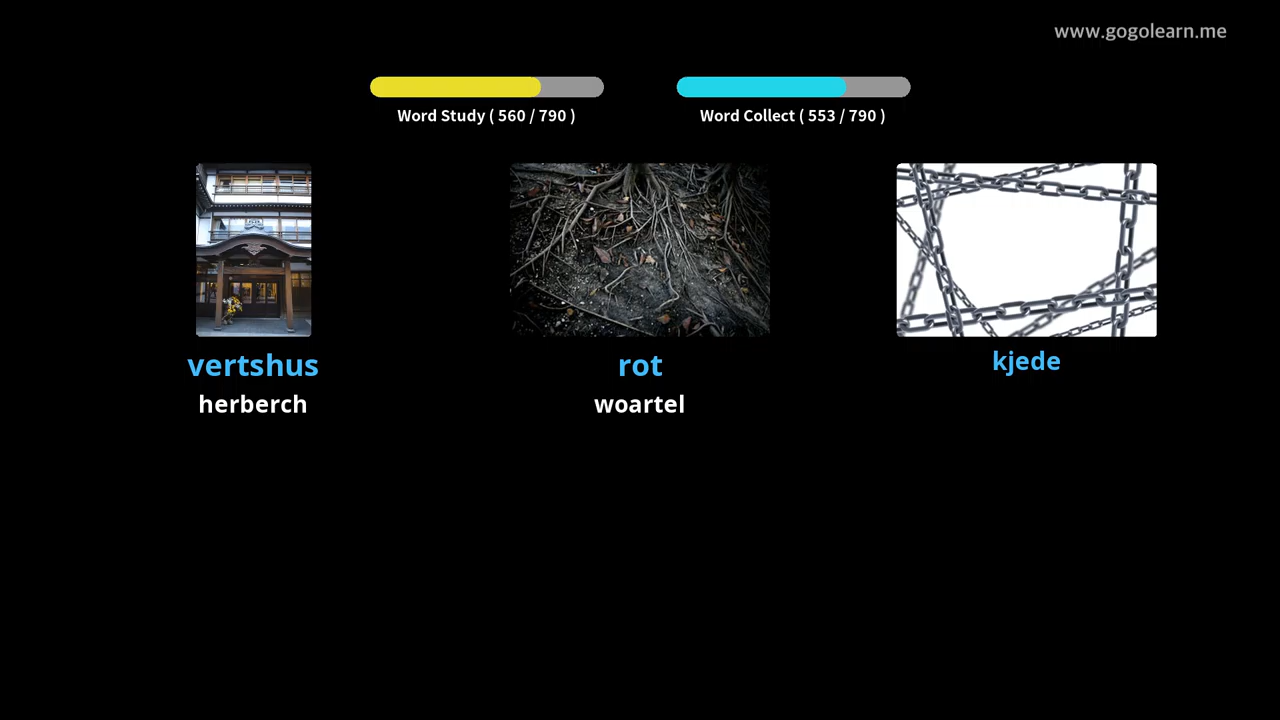 www.gogolearn.me
Word Study ( 560 / 790 )
Word Collect ( 553 / 790 )
vertshus
herberch
rot
woartel
kjede